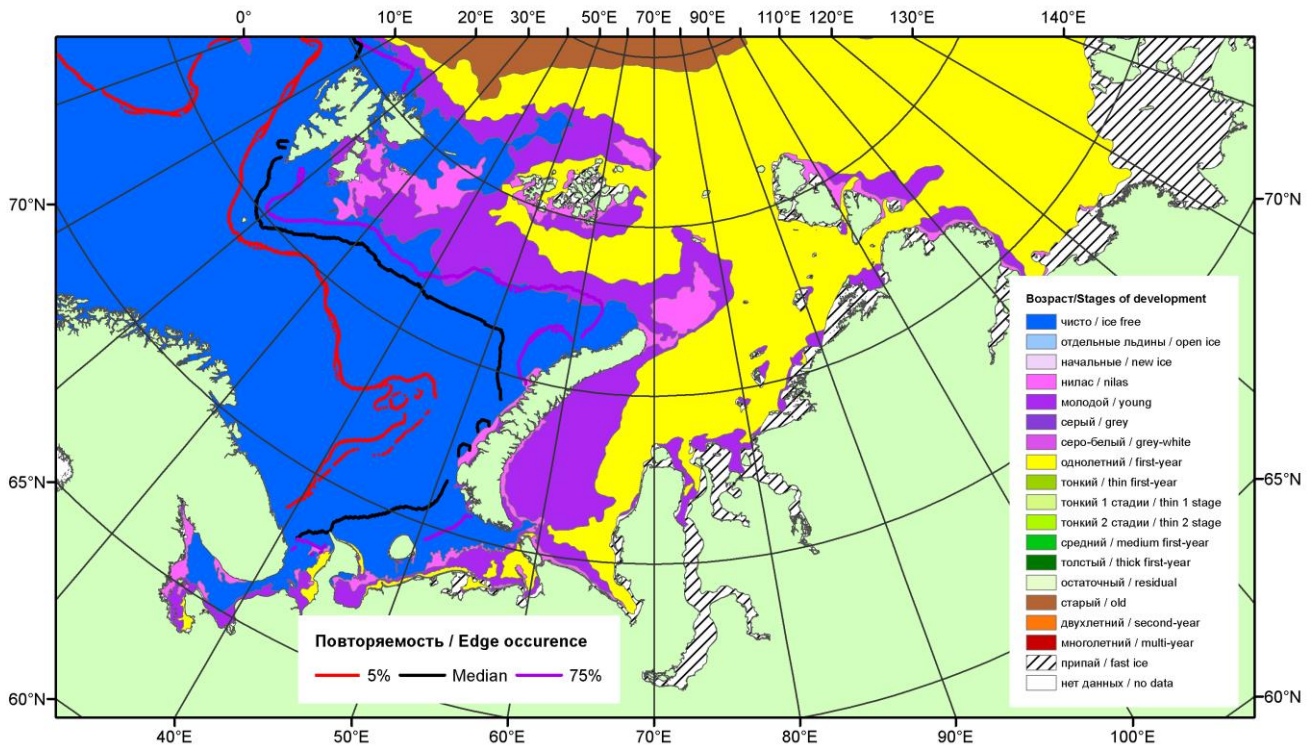 0° 10°E 20°E 30°E 50°E 70°E 90°E 110°E 120°E 130°E 140°E
70°N 70°N
65°N 65°N
60°N 60°N
Возраст/Stages of development
чисто / ice free
отдельные льдины / open ice
начальные / new ice
нилас / nilas
молодой / young
серый / grey
серо-белый / grey-white
однолетний / first-year
тонкий / thin first-year
тонкий 1 стадии / thin 1 stage
тонкий 2 стадии / thin 2 stage
средний / medium first-year
толстый / thick first-year
остаточный / residual
старый / old
двухлетний / second-year
многолетний / multi-year
припай / fast ice
нет данных / no data
Повторяемость / Edge occurence
5% Median 75%
40°E 50°E 60°E 70°E 80°E 90°E 100°E